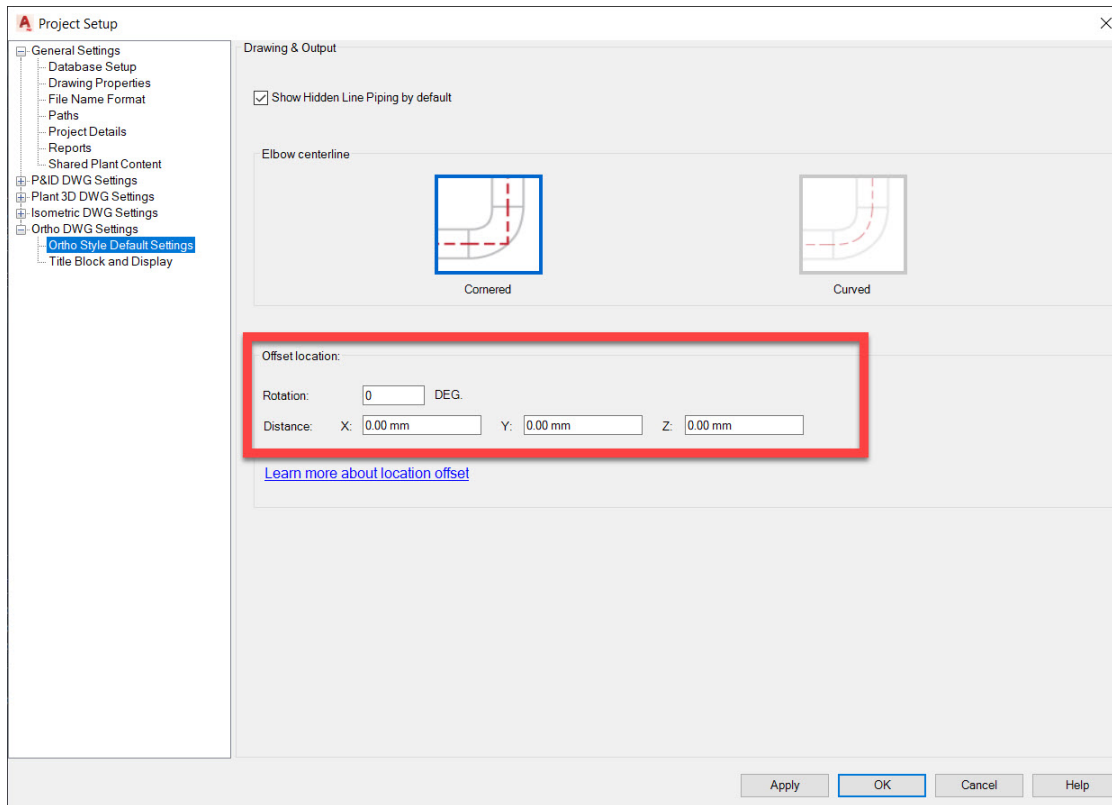 Project Setup
General Settings
Database Setup
Drawing Properties
File Name Format
Paths
Project Details
Reports
Shared Plant Content
P&ID DWG Settings
Plant 3D DWG Settings
Isometric DWG Settings
Ortho DWG Settings
Ortho Style Default Settings
Title Block and Display
Drawing & Output
Show Hidden Line Piping by default
Elbow centerline
Cornered Curved
Offset location:
Rotation: 0 DEG.
Distance: X: 0.00 mm Y: 0.00 mm Z: 0.00 mm
Learn more about location offset
Apply OK Cancel Help